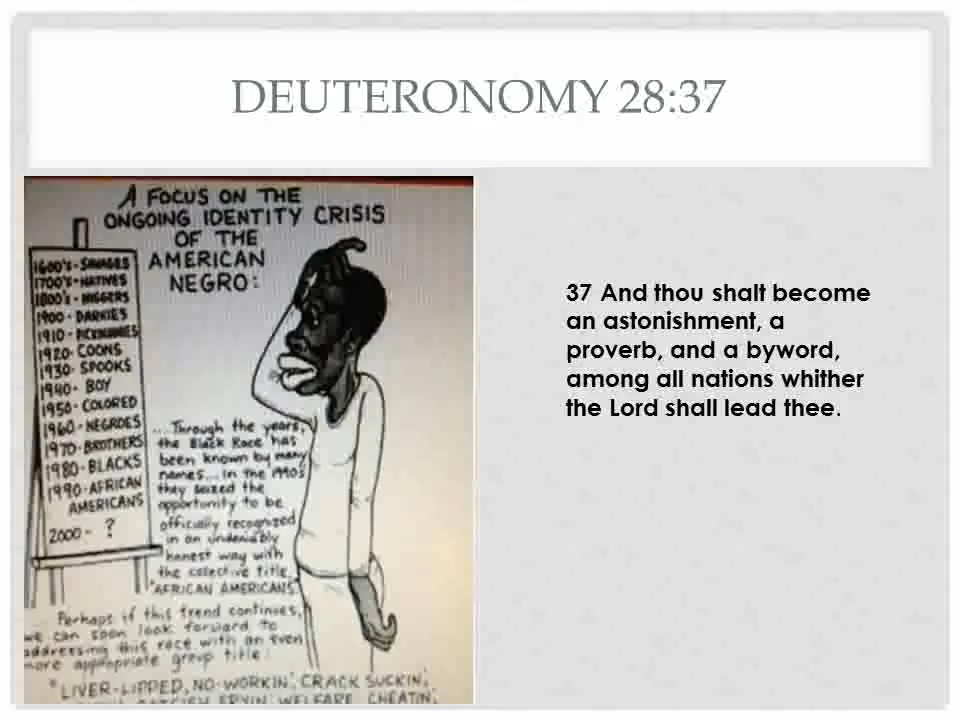 DEUTERONOMY 28:37
A FOCUS ON THE
ONGOING IDENTITY CRISIS
OF THE
AMERICAN
NEGRO:
1600's - SAVAGES
1700's - NATIVES
1800's - NIGGERS
1900 - DARKIES
1910 - PICKNINNIES
1920 - COONS
1930 - SPOOKS
1940 - BOY
1950 - COLORED
1960 - NEGROES
1970 - BROTHERS
1980 - BLACKS
1990 - AFRICAN
AMERICANS
2000 - ?
...Through the years,
the Black Race has
been known by many
names... In the 1990's
they seized the
opportunity to be
officially recognized
in an undeniably
honest way with
the collective title,
"AFRICAN AMERICANS".
... Perhaps if this trend continues,
we can soon look forward to
addressing this race with an even
more appropriate group title:
"LIVER-LIPPED, NO-WORKIN', CRACK SUCKIN',
CATFISH FRYIN' WELFARE CHEATIN',
37 And thou shalt become
an astonishment, a
proverb, and a byword,
among all nations whither
the Lord shall lead thee.